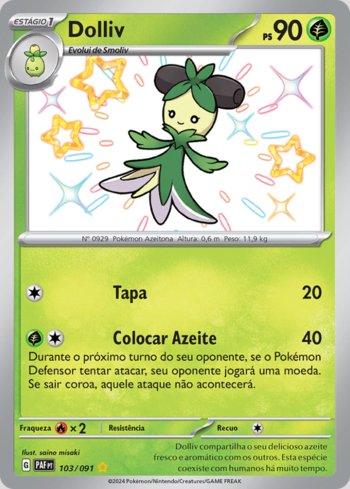 ESTÁGIO 1
Dolliv
PS 90
Evolui de Smoliv
Nº 0929 Pokémon Azeitona Altura: 0,6 m Peso: 11,9 kg
Tapa 20
Colocar Azeite 40
Durante o próximo turno do seu oponente, se o Pokémon
Defensor tentar atacar, seu oponente jogará uma moeda.
Se sair coroa, aquele ataque não acontecerá.
Fraqueza × 2 Resistência Recuo
Ilust. saino misaki
G PAF PT 103/091
Dolliv compartilha o seu delicioso azeite
fresco e aromático com os outros. Esta espécie
coexiste com humanos há muito tempo.
©2024 Pokémon/Nintendo/Creatures/GAME FREAK